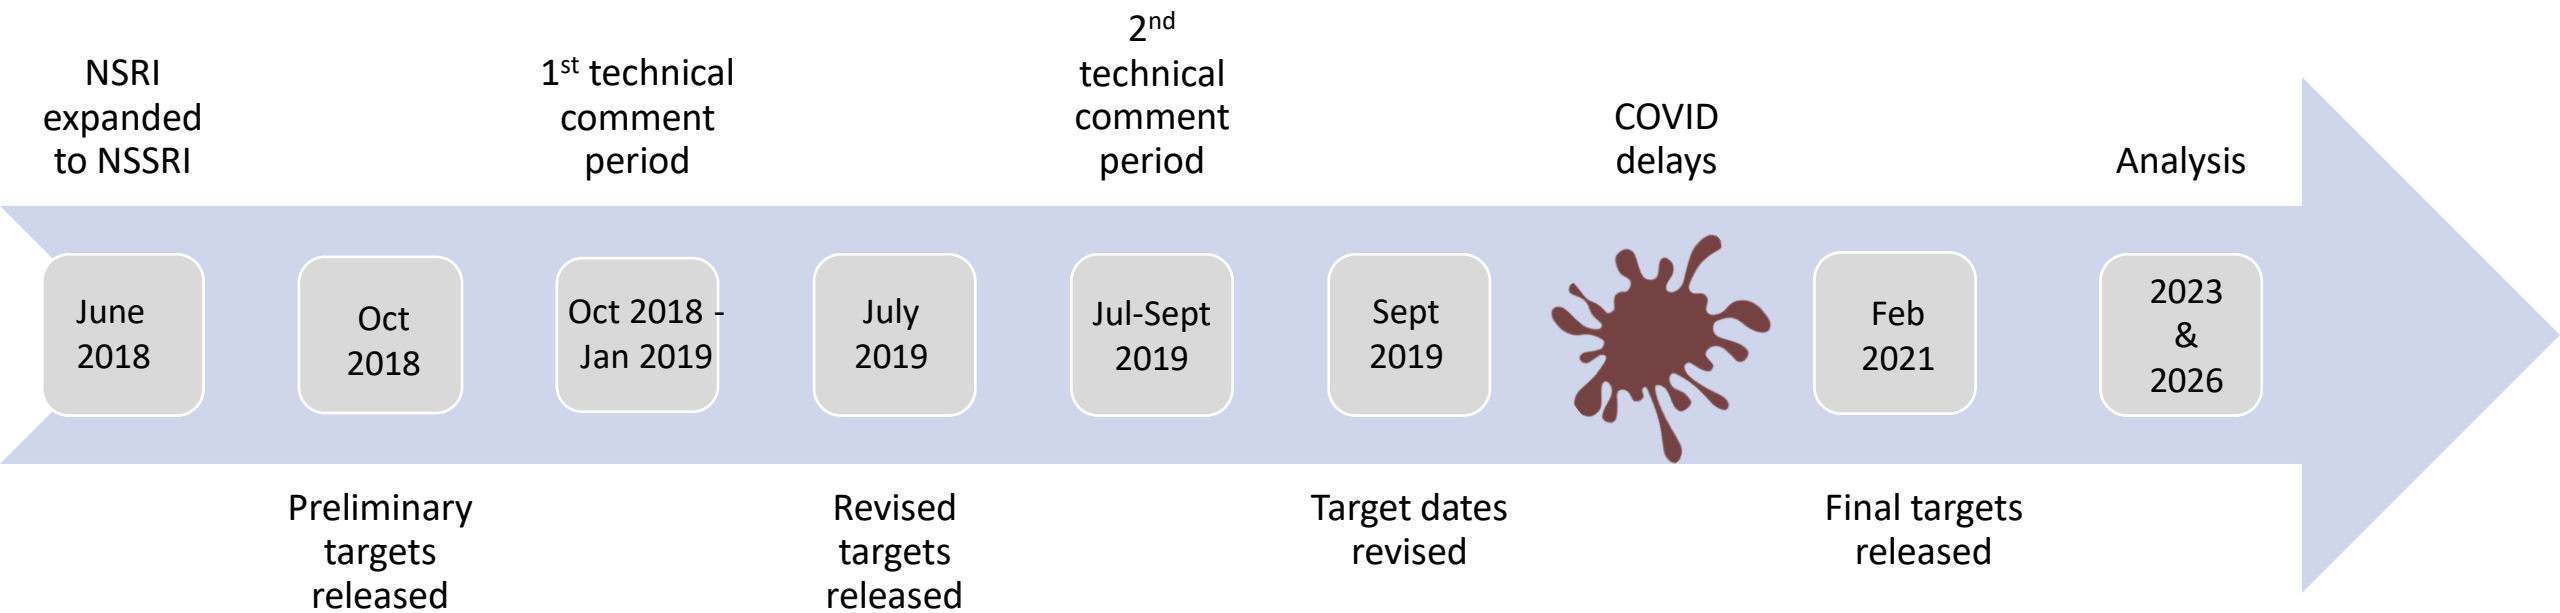 NSRI
expanded
to NSSRI
1st technical
comment
period
2nd
technical
comment
period
COVID
delays
Analysis
June
2018
Oct
2018
Oct 2018 -
Jan 2019
July
2019
Jul-Sept
2019
Sept
2019
Feb
2021
2023
&
2026
Preliminary
targets
released
Revised
targets
released
Target dates
revised
Final targets
released